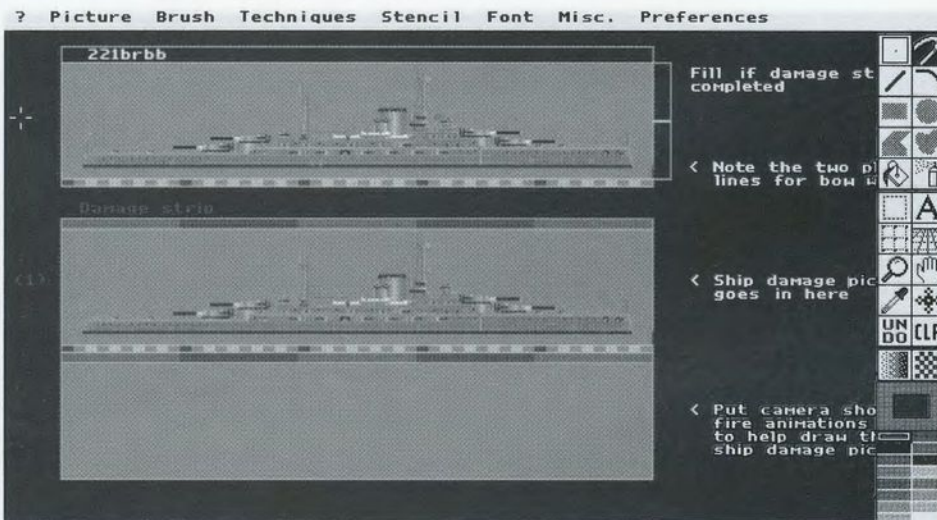 ? Picture Brush Techniques Stencil Font Misc. Preferences
221brbb
Fill if damage st
completed
< Note the two pl
lines for bow w
Damage strip
(1)
< Ship damage pic
goes in here
UN
DO
CLR
A
< Put camera sho
fire animations
to help draw th
ship damage pic